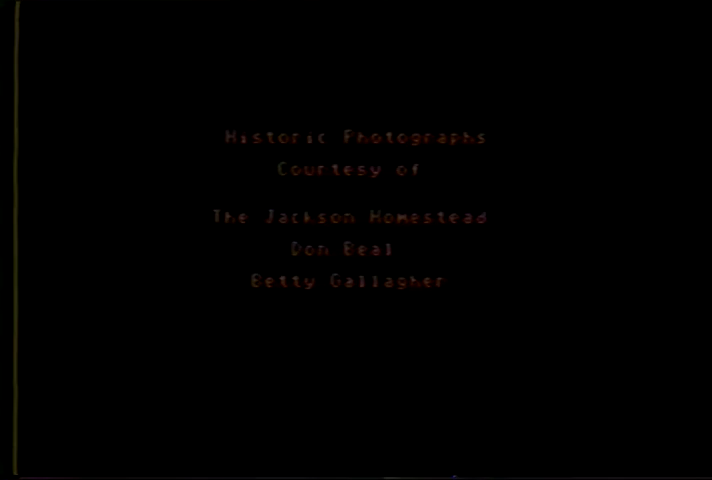 Historic Photographs
Courtesy of
The Jackson Homestead
Don Beal
Betty Gallagher